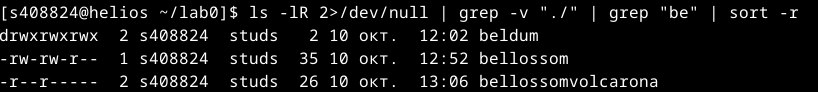 [s408824@helios ~/lab0]$ ls -lR 2>/dev/null | grep -v "./" | grep "be" | sort -r
drwxrwxrwx  2 s408824  studs   2 10 окт.  12:02 beldum
-rw-rw-r--  1 s408824  studs  35 10 окт.  12:52 bellossom
-r--r-----  2 s408824  studs  26 10 окт.  13:06 bellossomvolcarona